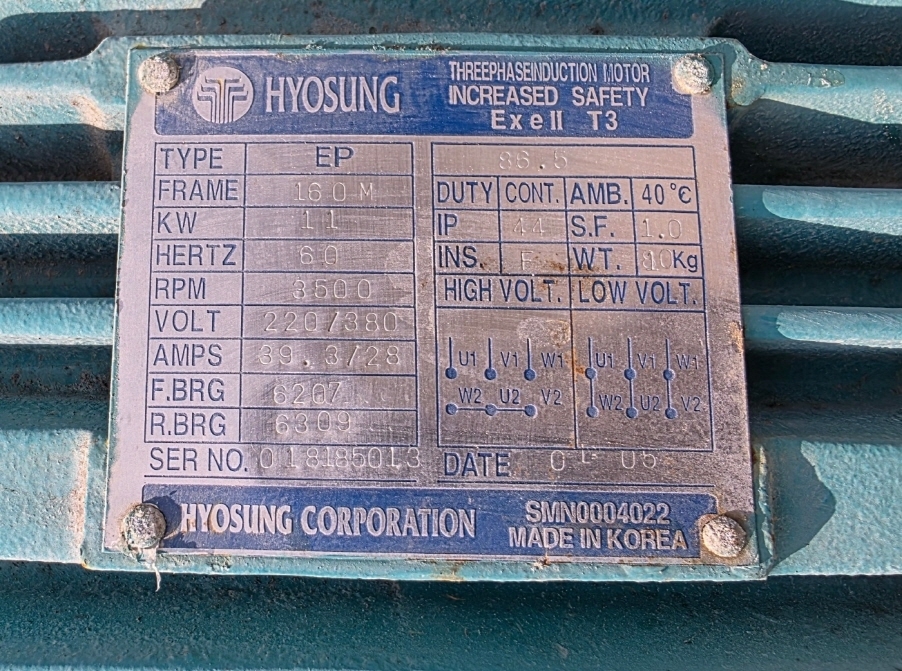 HYOSUNG
THREEPHASEINDUCTION MOTOR
INCREASED SAFETY
Ex e II T3
TYPE EP
86.5
FRAME 160M
DUTY CONT. AMB. 40°C
KW 11
IP 44 S.F. 1.0
HERTZ 60
INS. F WT. Kg
RPM 3500
HIGH VOLT. LOW VOLT.
VOLT 220/380
AMPS 39.3/28
U1 V1 W1 U1 V1 W1
F.BRG 6207
W2 U2 V2 W2 U2 V2
R.BRG 6309
SER NO. 018185013
DATE 05
HYOSUNG CORPORATION
SMN0004022
MADE IN KOREA